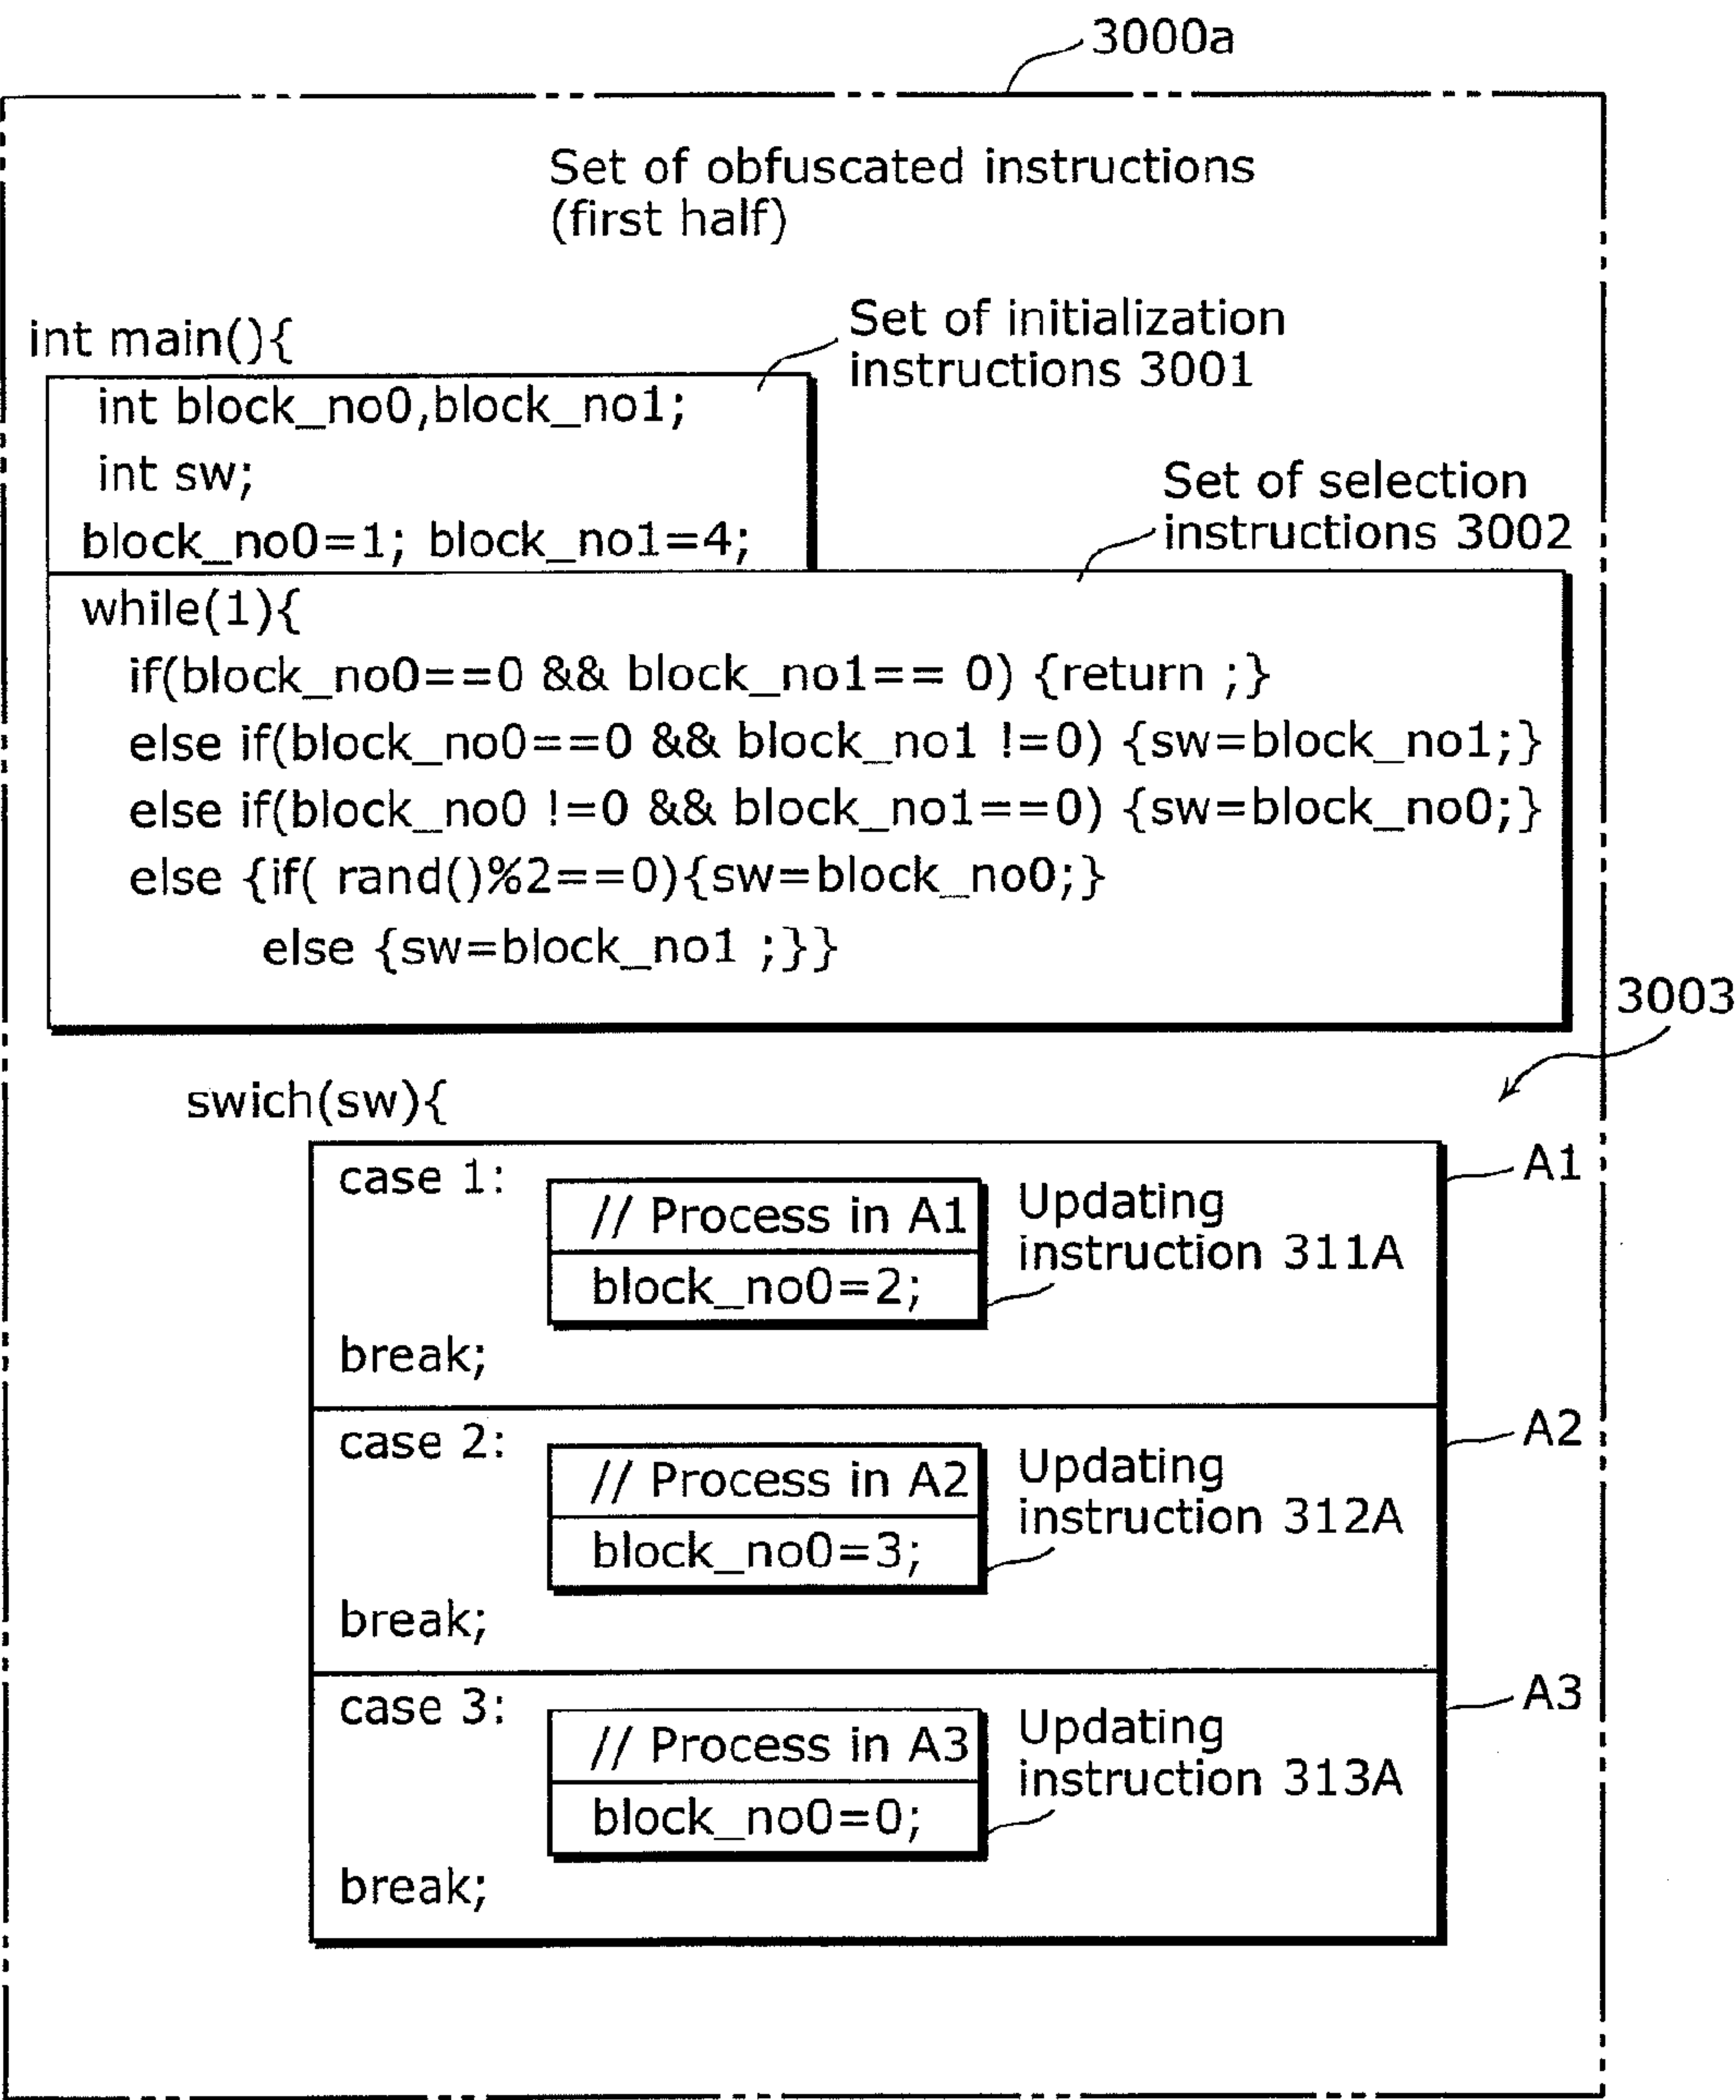 3000a
Set of obfuscated instructions
(first half)
int main(){
Set of initialization
instructions 3001
int block_no0,block_no1;
int sw;
block_no0=1; block_no1=4;
Set of selection
instructions 3002
while(1){
if(block_no0==0 && block_no1== 0) {return ;}
else if(block_no0==0 && block_no1 !=0) {sw=block_no1;}
else if(block_no0 !=0 && block_no1==0) {sw=block_no0;}
else {if( rand()%2==0){sw=block_no0;}
else {sw=block_no1 ;}}
3003
swich(sw){
A1
case 1:
// Process in A1
block_no0=2;
Updating
instruction 311A
break;
A2
case 2:
// Process in A2
block_no0=3;
Updating
instruction 312A
break;
A3
case 3:
// Process in A3
block_no0=0;
Updating
instruction 313A
break;